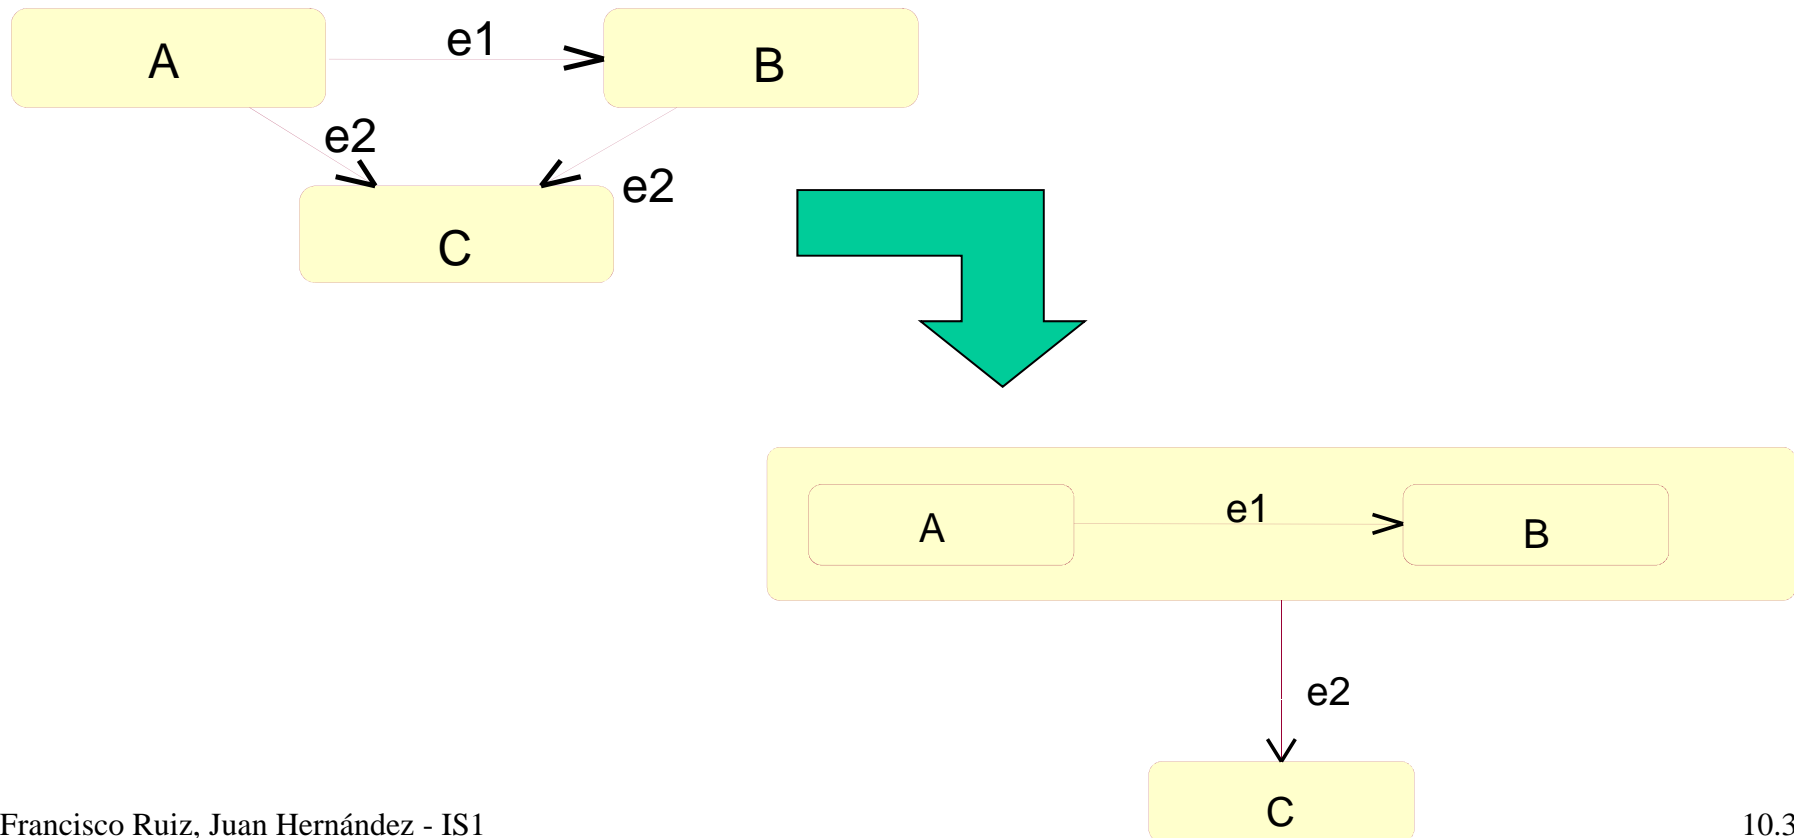 A
e1
B
e2
e2
C
A
e1
B
e2
C
Francisco Ruiz, Juan Hernández - IS1
10.3